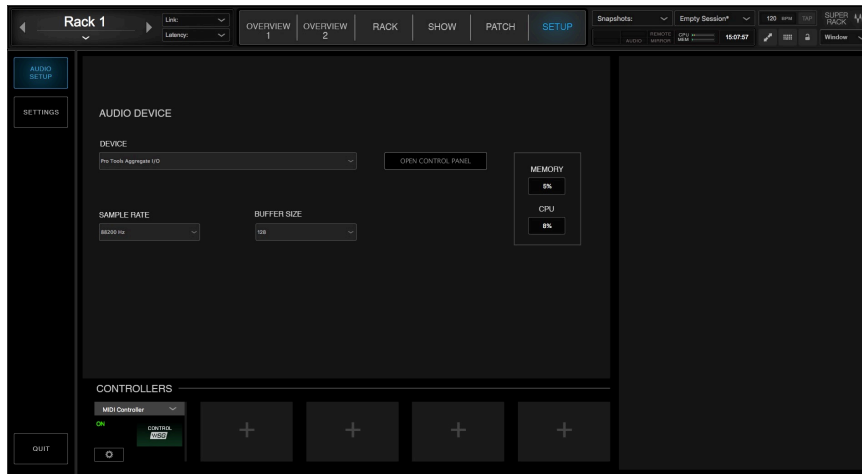 Rack 1
Link:
Latency:
OVERVIEW 1
OVERVIEW 2
RACK
SHOW
PATCH
SETUP
Snapshots:
Empty Session*
120 BPM
TAP
SUPER RACK
AUDIO
REMOTE MIRROR
CPU
MEM
15:07:57
Window
AUDIO SETUP
SETTINGS
AUDIO DEVICE
DEVICE
Pro Tools Aggregate I/O
OPEN CONTROL PANEL
MEMORY
5%
CPU
8%
SAMPLE RATE
BUFFER SIZE
88200 Hz
128
CONTROLLERS
MIDI Controller
ON
CONTROL
QUIT